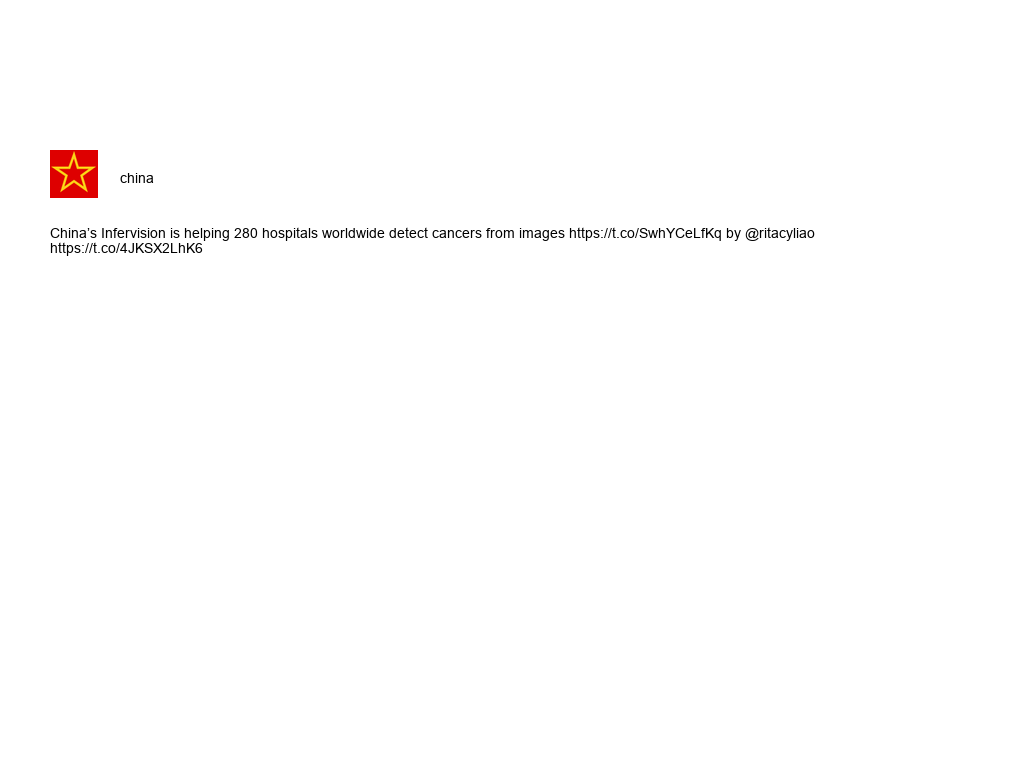 china
China’s Infervision is helping 280 hospitals worldwide detect cancers from images https://t.co/SwhYCeLfKq by @ritacyliao
https://t.co/4JKSX2LhK6